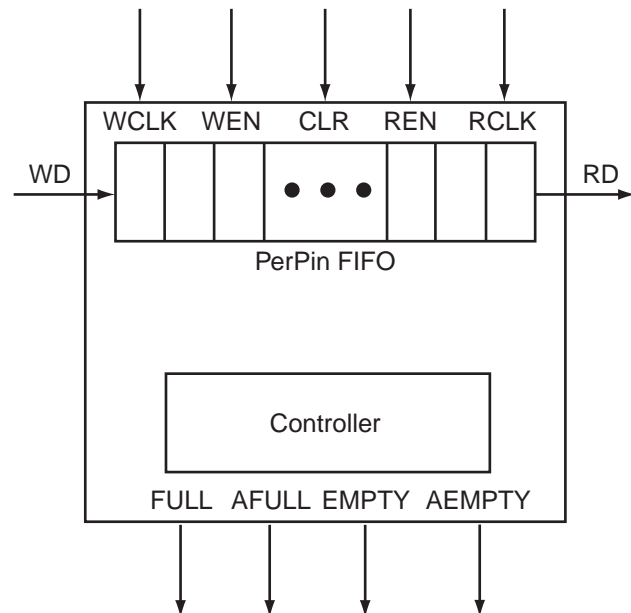 WCLK WEN CLR REN RCLK
WD RD
PerPin FIFO
Controller
FULL AFULL EMPTY AEMPTY